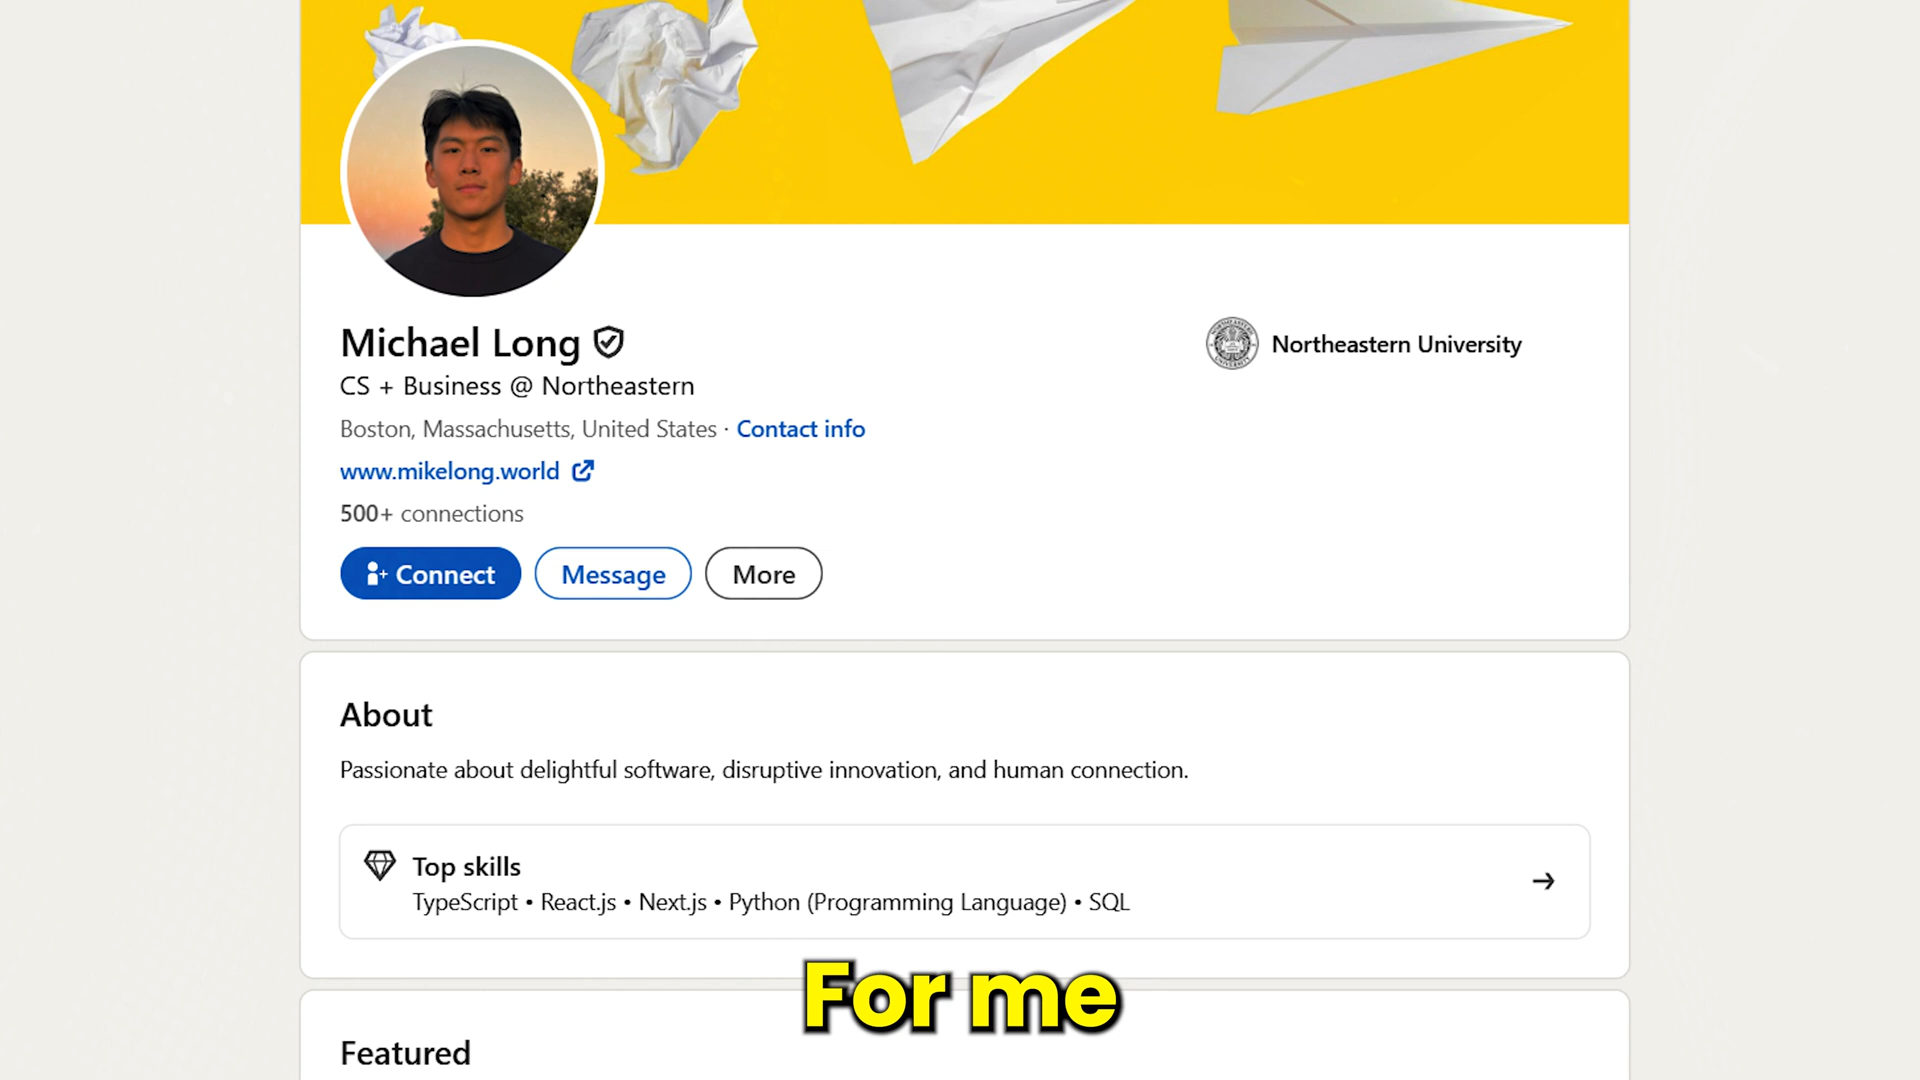 Michael Long
Northeastern University
CS + Business @ Northeastern
Boston, Massachusetts, United States · Contact info
www.mikelong.world
500+ connections
Connect
Message
More
About
Passionate about delightful software, disruptive innovation, and human connection.
Top skills
TypeScript • React.js • Next.js • Python (Programming Language) • SQL
For me
Featured